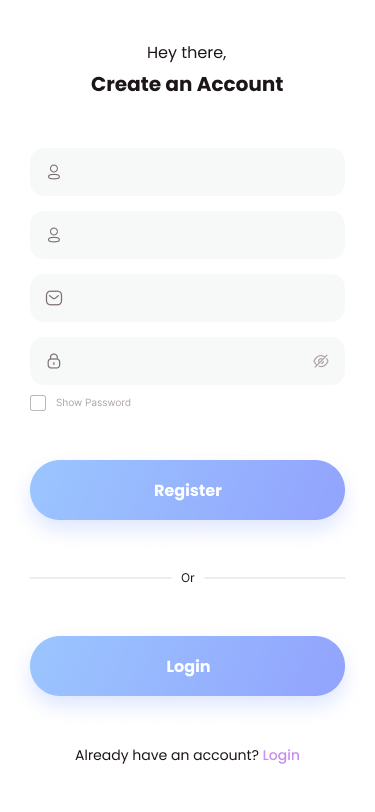 Hey there,
Create an Account
Show Password
Register
Or
Login
Already have an account? Login